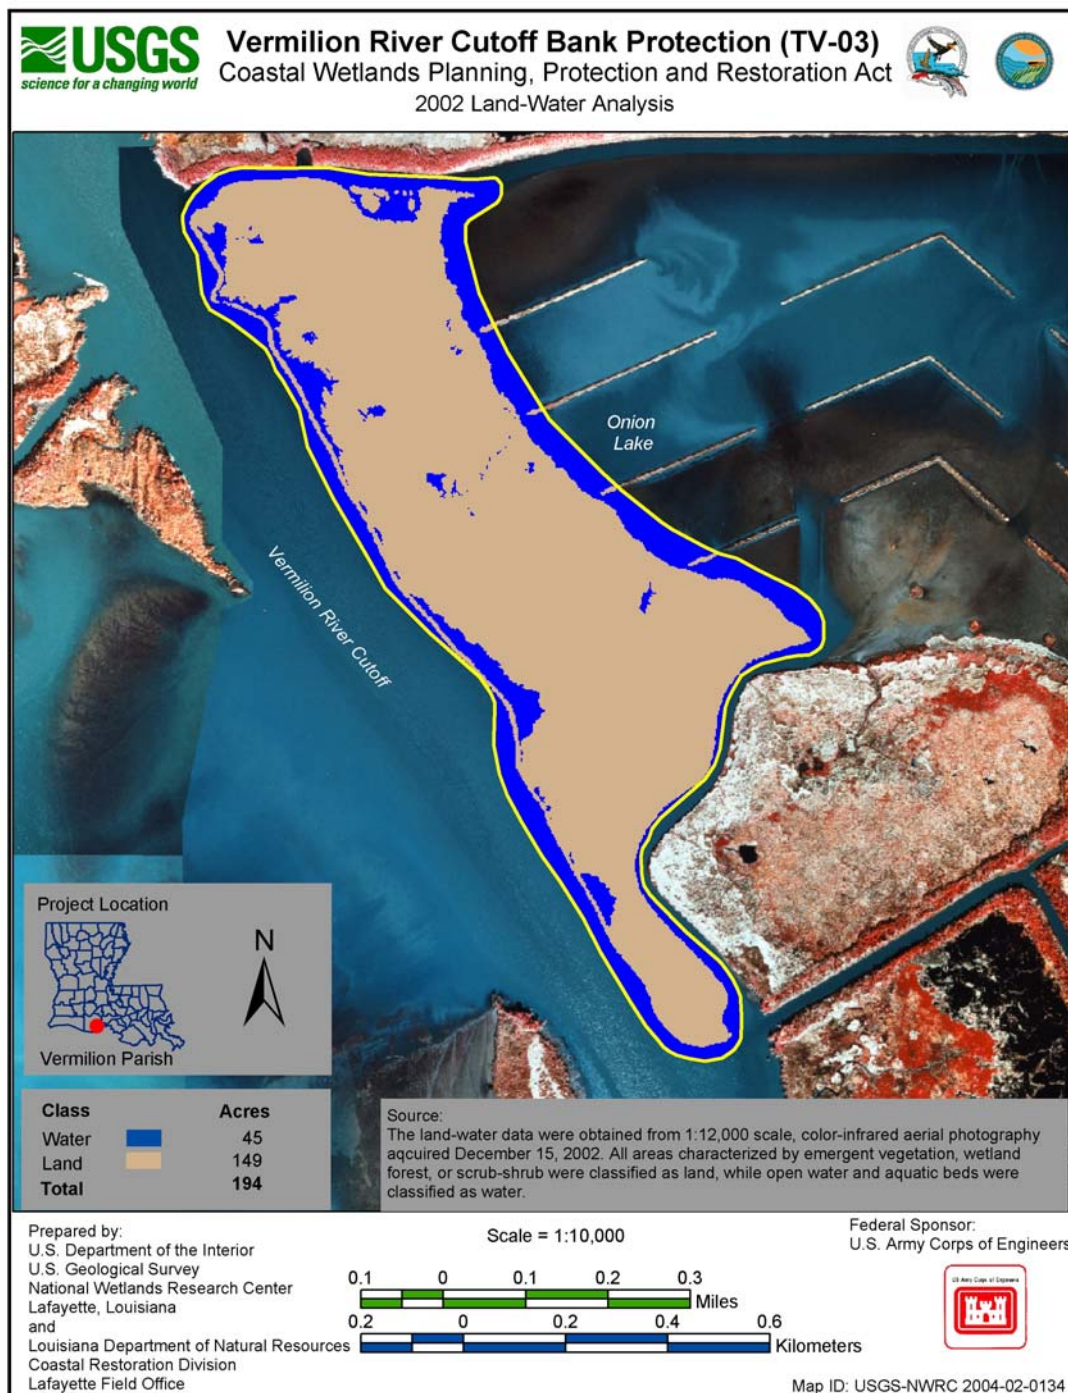 USGS
science for a changing world
Vermilion River Cutoff Bank Protection (TV-03)
Coastal Wetlands Planning, Protection and Restoration Act
2002 Land-Water Analysis
Onion
Lake
Vermilion River Cutoff
Project Location
N
Vermilion Parish
Class Acres
Water 45
Land 149
Total 194
Source:
The land-water data were obtained from 1:12,000 scale, color-infrared aerial photography
aqcuired December 15, 2002. All areas characterized by emergent vegetation, wetland
forest, or scrub-shrub were classified as land, while open water and aquatic beds were
classified as water.
Prepared by:
U.S. Department of the Interior
U.S. Geological Survey
National Wetlands Research Center
Lafayette, Louisiana
and
Louisiana Department of Natural Resources
Coastal Restoration Division
Lafayette Field Office
Scale = 1:10,000
0.1 0 0.1 0.2 0.3
Miles
0.2 0 0.2 0.4 0.6
Kilometers
Federal Sponsor:
U.S. Army Corps of Engineers
US Army Corps of Engineers
Map ID: USGS-NWRC 2004-02-0134